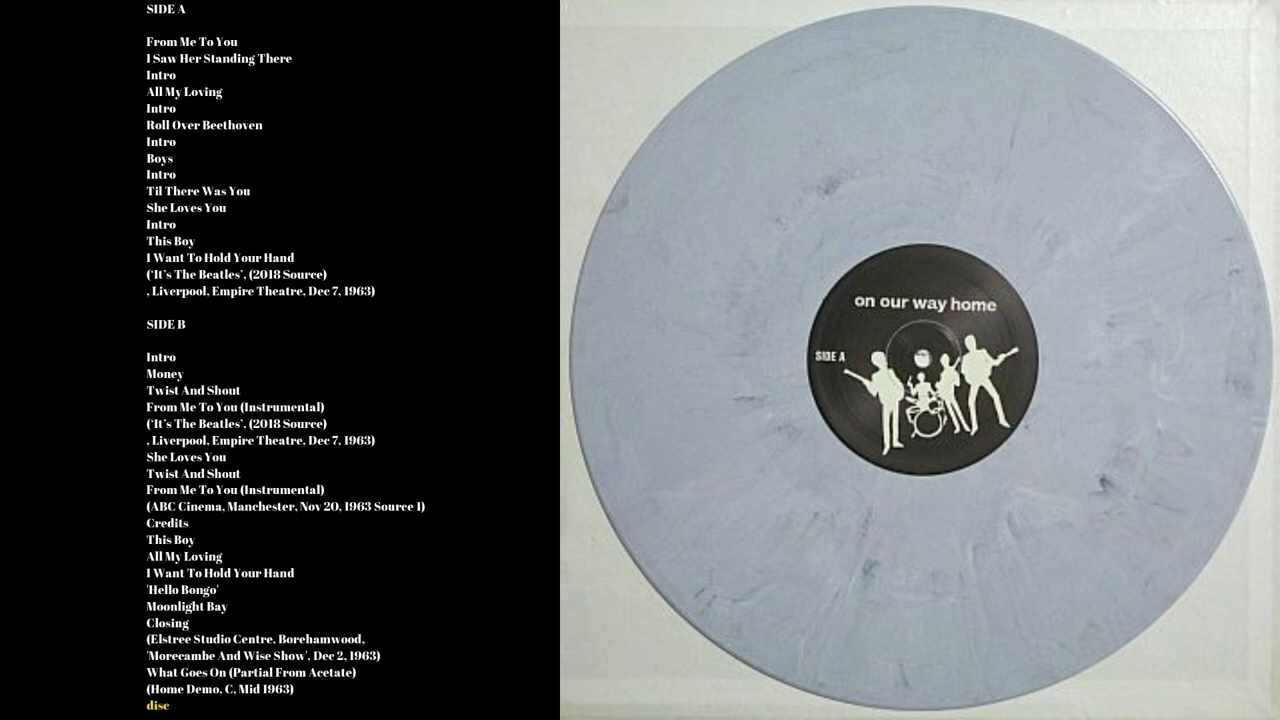 SIDE A
From Me To You
I Saw Her Standing There
Intro
All My Loving
Intro
Roll Over Beethoven
Intro
Boys
Intro
Til There Was You
She Loves You
Intro
This Boy
I Want To Hold Your Hand
('It's The Beatles', (2018 Source)
, Liverpool, Empire Theatre, Dec 7, 1963)
SIDE B
Intro
Money
Twist And Shout
From Me To You (Instrumental)
('It's The Beatles', (2018 Source)
, Liverpool, Empire Theatre, Dec 7, 1963)
She Loves You
Twist And Shout
From Me To You (Instrumental)
(ABC Cinema, Manchester, Nov 20, 1963 Source 1)
Credits
This Boy
All My Loving
I Want To Hold Your Hand
'Hello Bongo'
Moonlight Bay
Closing
(Elstree Studio Centre, Borehamwood,
'Morecambe And Wise Show', Dec 2, 1963)
What Goes On (Partial From Acetate)
(Home Demo, C, Mid 1963)
disc
on our way home
SIDE A